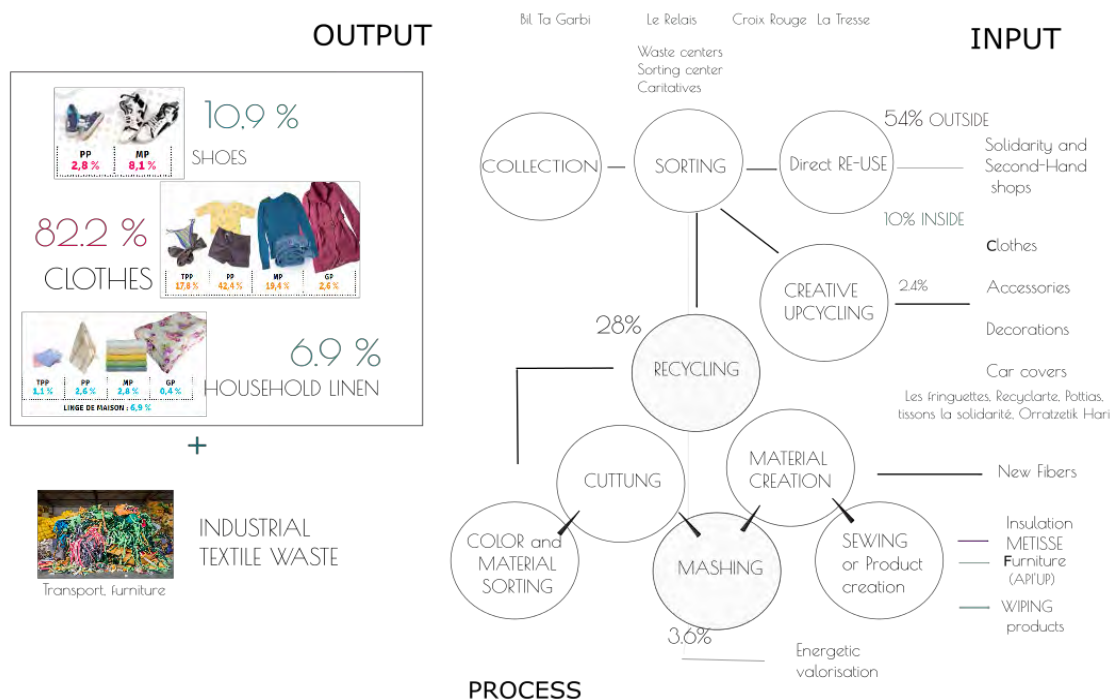 OUTPUT
10,9 %
SHOES
PP
2,8 %
MP
8,1 %
82.2 %
CLOTHES
TPP
17,8 %
PP
42,4 %
MP
19,4 %
GP
2,6 %
6.9 %
HOUSEHOLD LINEN
TPP
1,1 %
PP
2,6 %
MP
2,8 %
GP
0,4 %
LINGE DE MAISON : 6,9 %
+
INDUSTRIAL
TEXTILE WASTE
Transport, furniture
Bil Ta Garbi
Le Relais
Croix Rouge La Tresse
INPUT
Waste centers
Sorting center
Caritatives
COLLECTION
SORTING
Direct RE-USE
54% OUTSIDE
Solidarity and
Second-Hand
shops
10% INSIDE
CREATIVE
UPCYCLING
2.4%
Clothes
Accessories
Decorations
Car covers
Les fringuettes, Recyclarte, Pottias,
tissons la solidarité, Orratzetik Hari
28%
RECYCLING
CUTTUNG
MATERIAL
CREATION
New Fibers
COLOR and
MATERIAL
SORTING
MASHING
SEWING
or Product
creation
Insulation
METISSE
Furniture
(API'UP)
WIPING
products
3.6%
Energetic
valorisation
PROCESS